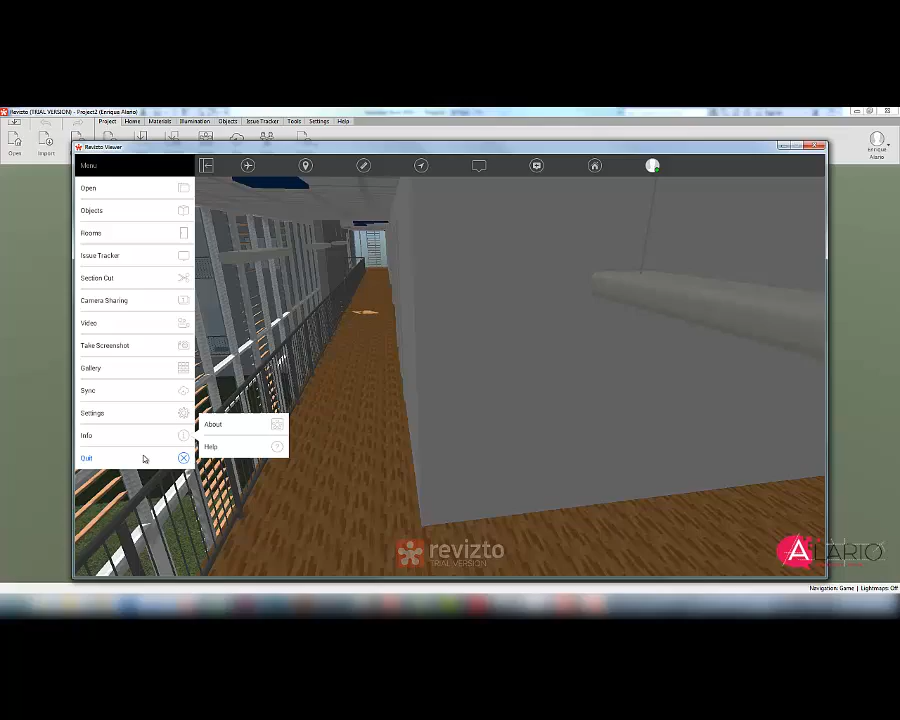 Revizto (TRIAL VERSION) - Project2 (Enrique Alario)
Project Home Materials Illumination Objects Issue Tracker Tools Settings Help
Open Import
Enrique
Alario
Revizto Viewer
Menu
Open
Objects
Rooms
Issue Tracker
Section Cut
Camera Sharing
Video
Take Screenshot
Gallery
Sync
Settings
Info
Quit
About
Help
revizto
TRIAL VERSION
ALARIO
Navigation: Game | Lightmaps: Off